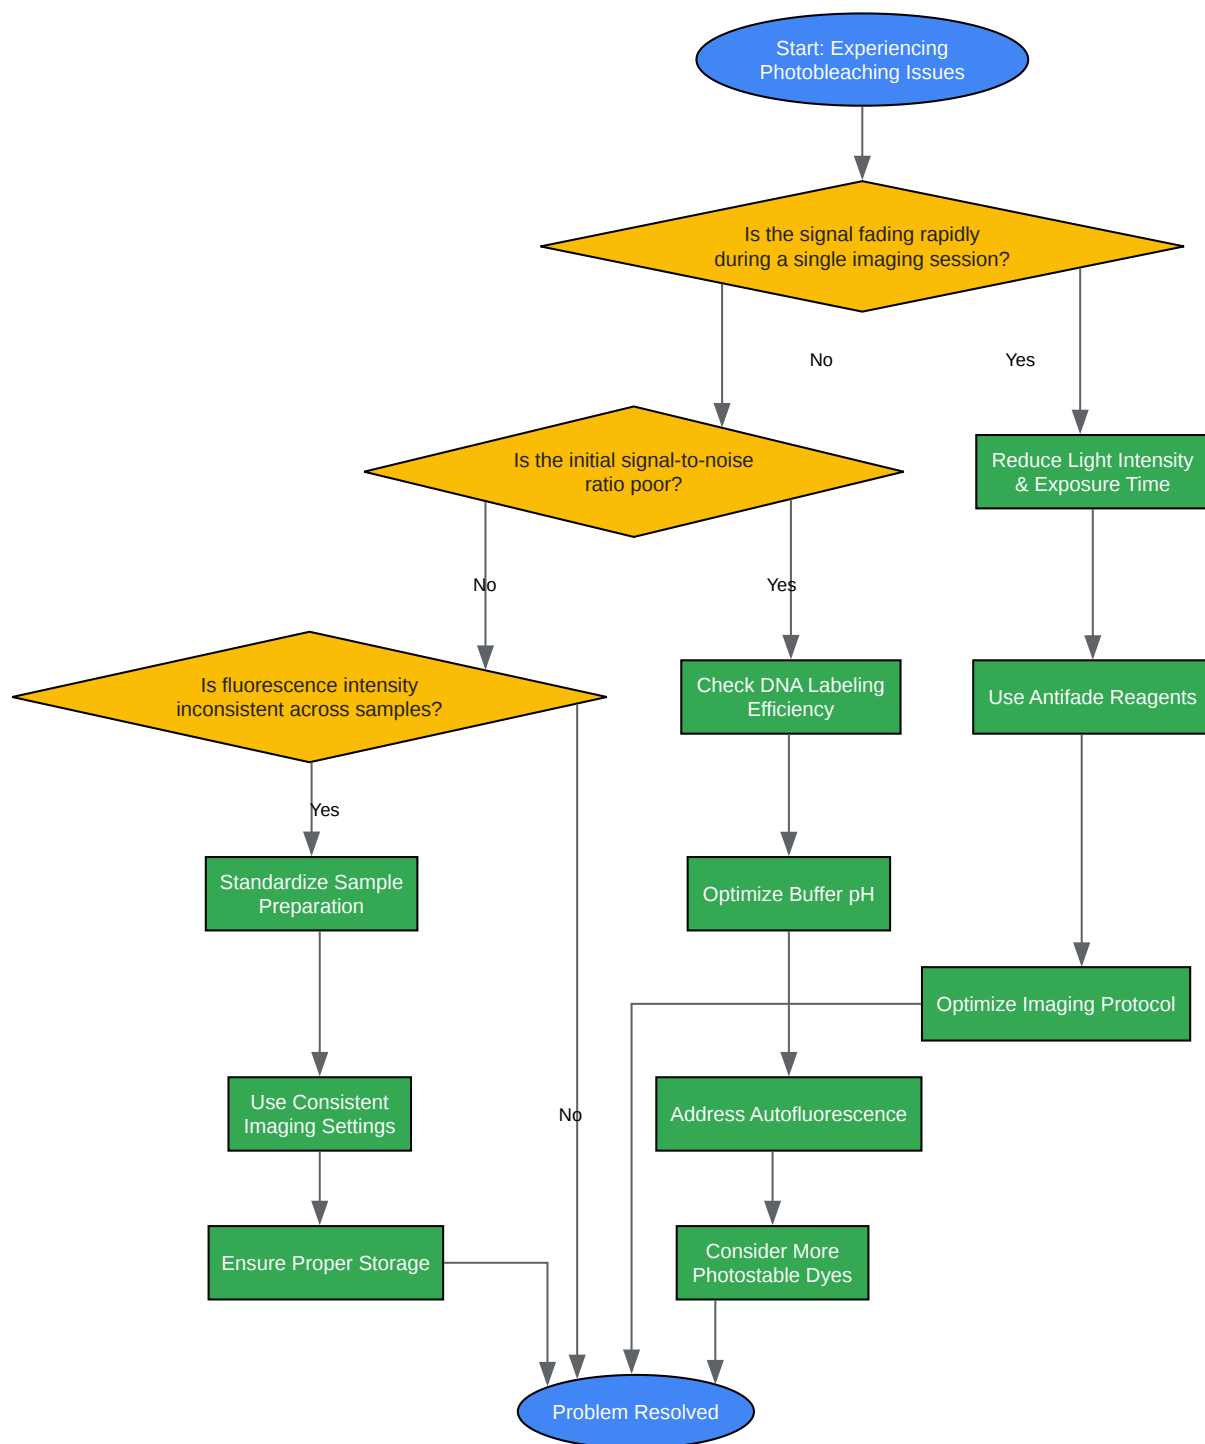 Start: Experiencing
Photobleaching Issues
Is the signal fading rapidly
during a single imaging session?
No
Yes
Is the initial signal-to-noise
ratio poor?
Reduce Light Intensity
& Exposure Time
No
Yes
Is fluorescence intensity
inconsistent across samples?
Check DNA Labeling
Efficiency
Use Antifade Reagents
Yes
Standardize Sample
Preparation
Optimize Buffer pH
Optimize Imaging Protocol
Use Consistent
Imaging Settings
No
Address Autofluorescence
Ensure Proper Storage
Consider More
Photostable Dyes
Problem Resolved